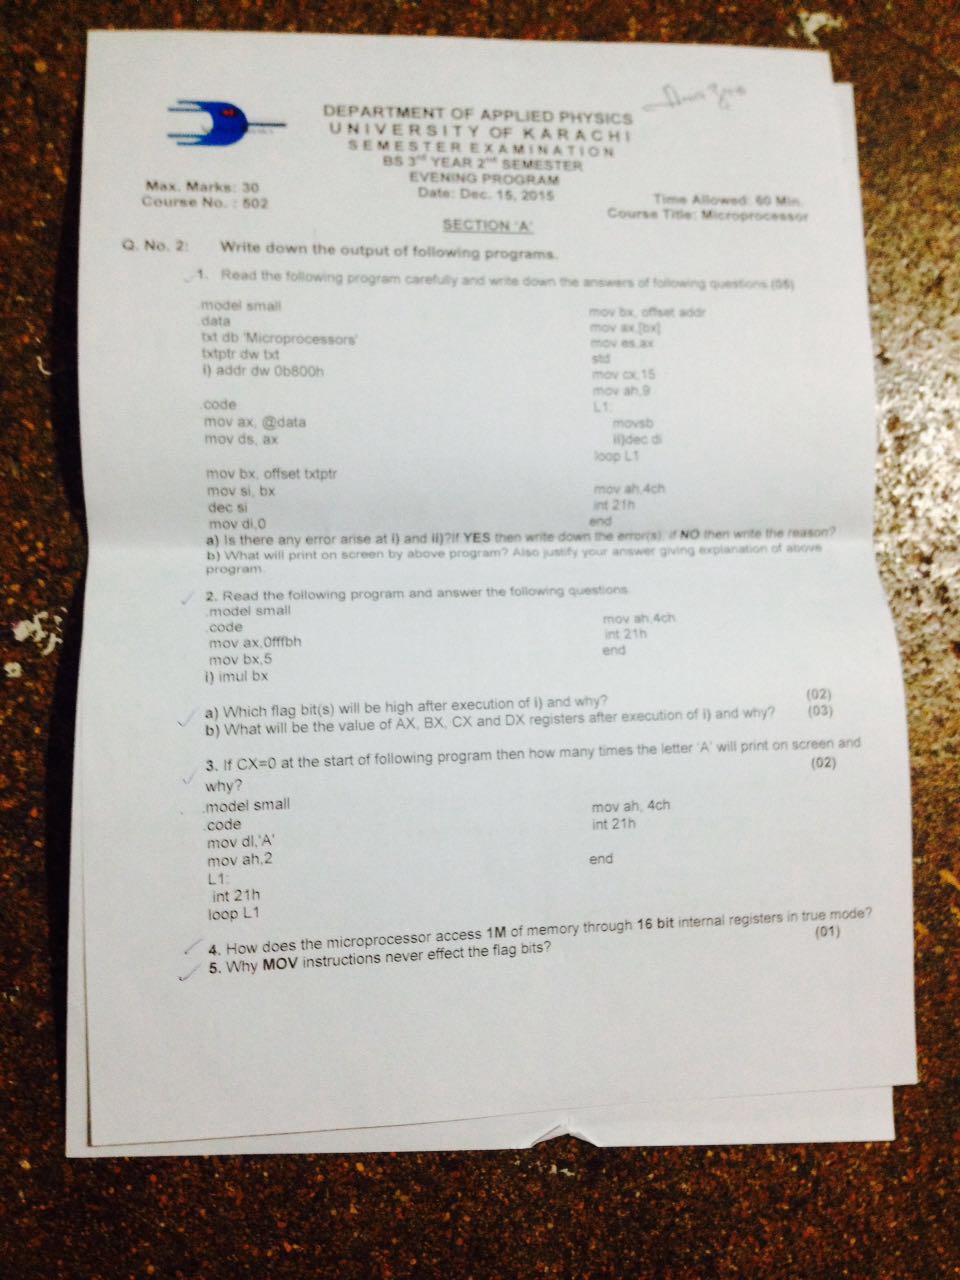 DEPARTMENT OF APPLIED PHYSICS
UNIVERSITY OF KARACHI
SEMESTER EXAMINATION
BS 3rd YEAR 2nd SEMESTER
EVENING PROGRAM
Max. Marks: 30
Date: Dec. 15, 2015
Time Allowed: 60 Min.
Course No. : 502
Course Title: Microprocessor
SECTION 'A'
Q. No. 2: Write down the output of following programs.
1. Read the following program carefully and write down the answers of following questions.(05)
.model small
.data
txt db 'Microprocessors'
txtptr dw txt
i) addr dw 0b800h
.code
mov ax, @data
mov ds, ax
mov bx, offset txtptr
mov si, bx
dec si
mov di,0
mov bx, offset addr
mov ax,[bx]
mov es,ax
std
mov cx,15
mov ah,9
L1:
movsb
ii)dec di
loop L1
mov ah,4ch
int 21h
end
a) Is there any error arise at i) and ii)?If YES then write down the error(s), if NO then write the reason?
b) What will print on screen by above program? Also justify your answer giving explanation of above
program.
2. Read the following program and answer the following questions.
.model small
.code
mov ax,0fffbh
mov bx,5
i) imul bx
mov ah,4ch
int 21h
end
a) Which flag bit(s) will be high after execution of i) and why? (02)
b) What will be the value of AX, BX, CX and DX registers after execution of i) and why? (03)
3. If CX=0 at the start of following program then how many times the letter 'A' will print on screen and
why? (02)
.model small
.code
mov dl,'A'
mov ah,2
L1:
int 21h
loop L1
mov ah, 4ch
int 21h
end
4. How does the microprocessor access 1M of memory through 16 bit internal registers in true mode?
5. Why MOV instructions never effect the flag bits? (01)